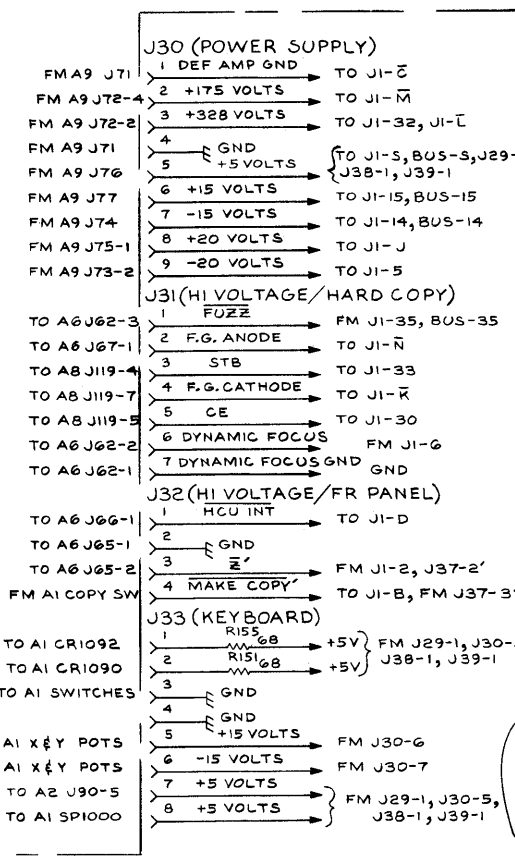 J30 (POWER SUPPLY)
FM A9 J71 1 DEF AMP GND TO J1-C̅
FM A9 J72-4 2 +175 VOLTS TO J1-M̅
FM A9 J72-2 3 +328 VOLTS TO J1-32, J1-L̅
FM A9 J71 4 GND
FM A9 J76 5 +5 VOLTS TO J1-S, BUS-S, J29-
J38-1, J39-1
FM A9 J77 6 +15 VOLTS TO J1-15, BUS-15
FM A9 J74 7 -15 VOLTS TO J1-14, BUS-14
FM A9 J75-1 8 +20 VOLTS TO J1-J
FM A9 J73-2 9 -20 VOLTS TO J1-5
J31 (HI VOLTAGE/HARD COPY)
TO A6 J62-3 1 F̅U̅Z̅Z̅ FM J1-35, BUS-35
TO A6 J67-1 2 F.G. ANODE TO J1-N̅
TO A8 J119-4 3 STB TO J1-33
TO A8 J119-7 4 F.G. CATHODE TO J1-K̅
TO A8 J119-5 5 CE TO J1-30
TO A6 J62-2 6 DYNAMIC FOCUS FM J1-6
TO A6 J62-1 7 DYNAMIC FOCUS GND GND
J32 (HI VOLTAGE/FR PANEL)
TO A6 J66-1 1 H̅C̅U̅ I̅N̅T̅ TO J1-D
TO A6 J65-1 2 GND
TO A6 J65-2 3 Z̅' FM J1-2, J37-2'
FM A1 COPY SW 4 M̅A̅K̅E̅ C̅O̅P̅Y̅' TO J1-B, FM J37-3'
J33 (KEYBOARD)
TO A1 CR1092 1 R155 68 +5V FM J29-1, J30-
TO A1 CR1090 2 R151 68 +5V J38-1, J39-1
TO A1 SWITCHES 3 GND
4 GND
A1 X & Y POTS 5 +15 VOLTS FM J30-6
A1 X & Y POTS 6 -15 VOLTS FM J30-7
TO A2 J90-5 7 +5 VOLTS FM J29-1, J30-5,
TO A1 SP1000 8 +5 VOLTS J38-1, J39-1